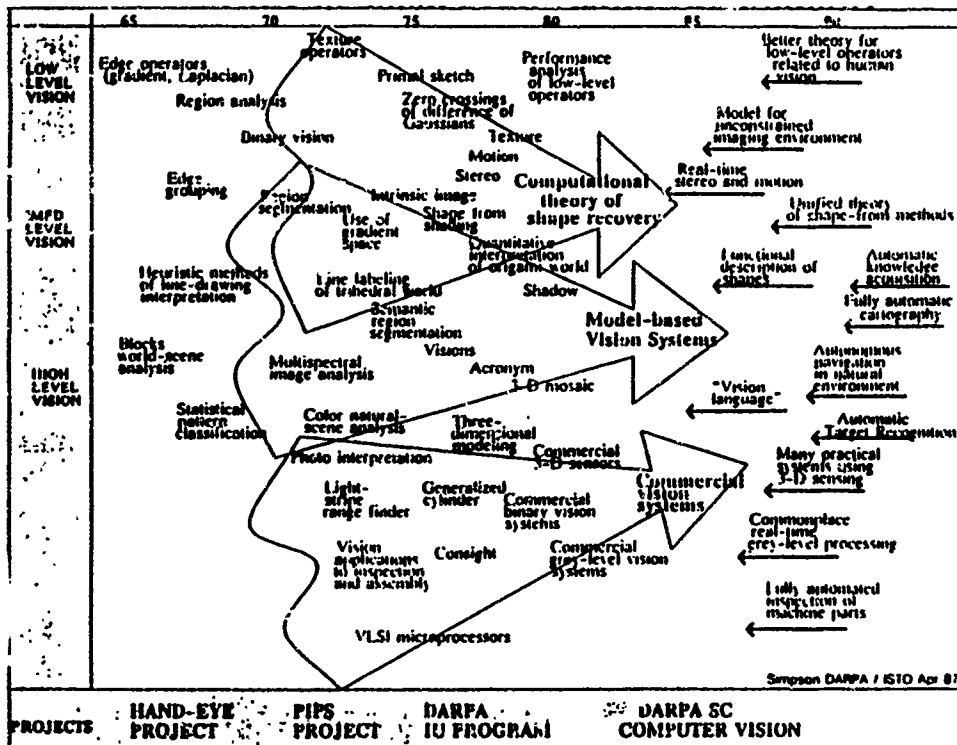 65 70 75 80 85
LOW
LEVEL
VISION
Edge operators
(gradient, Laplacian)
Region analysis
Binary vision
Texture
operators
Primal sketch
Zero crossings
of difference of
Gaussians
Performance
analysis
of low-level
operators
Texture
Motion
Stereo
Better theory for
low-level operators
related to human
vision
Model for
unconstrained
imaging environment
Real-time
stereo and motion
MED
LEVEL
VISION
Edge
grouping
Region
segmentation
Intrinsic image
Use of
gradient
space
Shape from
shading
Computational
theory of
shape recovery
Quantitative
interpretation
of origami world
Unified theory
of shape-from methods
Heuristic methods
of line-drawing
interpretation
Line labeling
of trihedral world
Shadow
Functional
description of
shapes
Automatic
knowledge
acquisition
Semantic
region
segmentation
Model-based
Vision Systems
Fully automatic
cartography
HIGH
LEVEL
VISION
Blocks
world-scene
analysis
Multispectral
image analysis
Visions
Acronym
3-D mosaic
Autonomous
navigation
in natural
environment
"Vision
language"
Statistical
pattern
classification
Color natural-
scene analysis
Three-
dimensional
modeling
Automatic
Target Recognition
Photo interpretation
Commercial
3-D sensors
Commercial
vision
systems
Many practical
systems using
3-D sensing
Light-
stripe
range finder
Generalized
cylinder
Commercial
binary vision
systems
Commonplace
real-time
grey-level processing
Vision
applications
to inspection
and assembly
Consight
Commercial
grey-level vision
systems
Fully automated
inspection of
machine parts
VLSI microprocessors
Simpson DARPA / ISTO Apr 87
PROJECTS
HAND-EYE
PROJECT
PIPS
PROJECT
DARPA
IU PROGRAM
DARPA SC
COMPUTER VISION